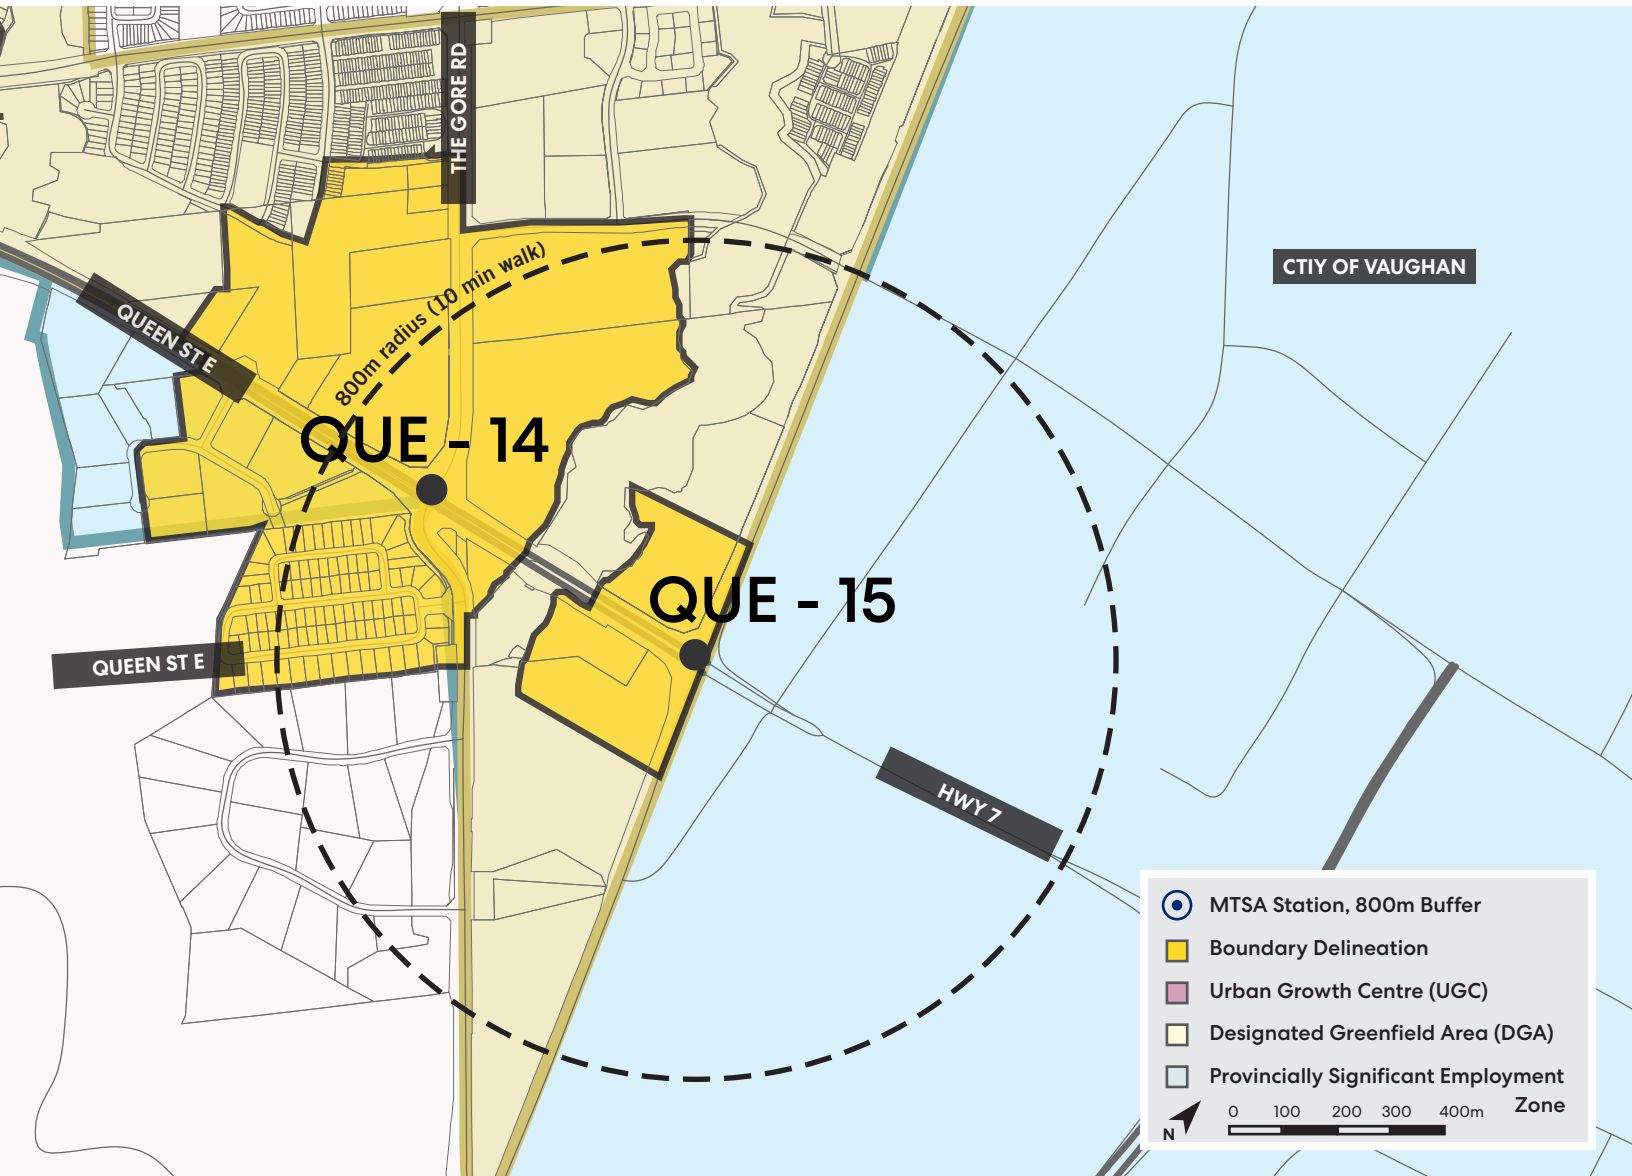 THE GORE RD
CTIY OF VAUGHAN
800m radius (10 min walk)
QUEEN ST E
QUE - 14
QUE - 15
QUEEN ST E
HWY 7
MTSA Station, 800m Buffer
Boundary Delineation
Urban Growth Centre (UGC)
Designated Greenfield Area (DGA)
Provincially Significant Employment
Zone
0 100 200 300 400m
N